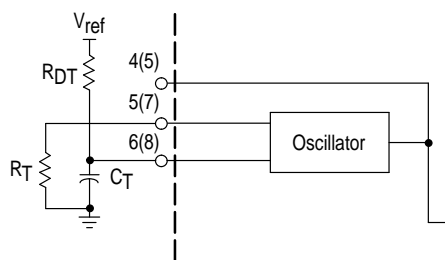 Vref
RDT
4(5)
5(7)
6(8)
RT
CT
Oscillator